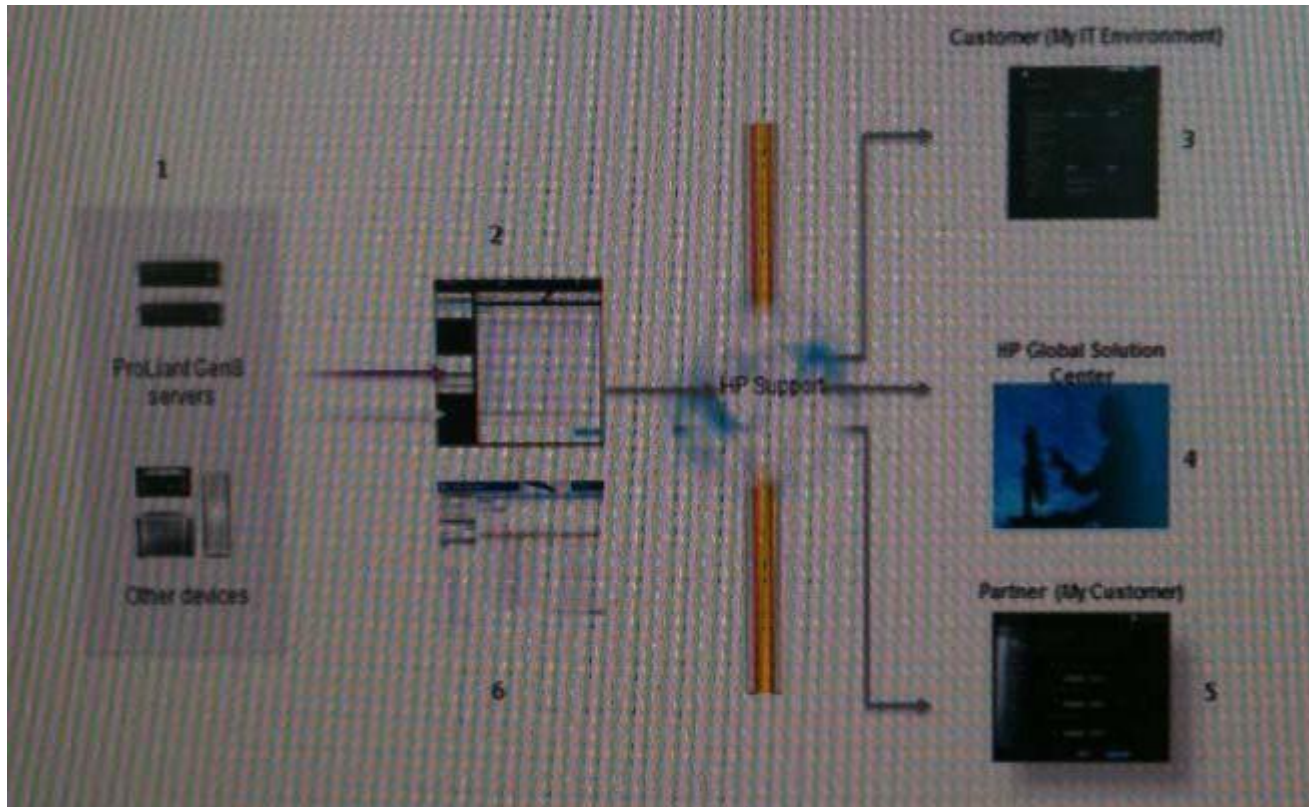 Customer (My IT Environment)
3
1
2
ProLiant Gen8
servers
HP Support
HP Global Solution
Center
4
Other devices
Partner (My Customer)
6
5